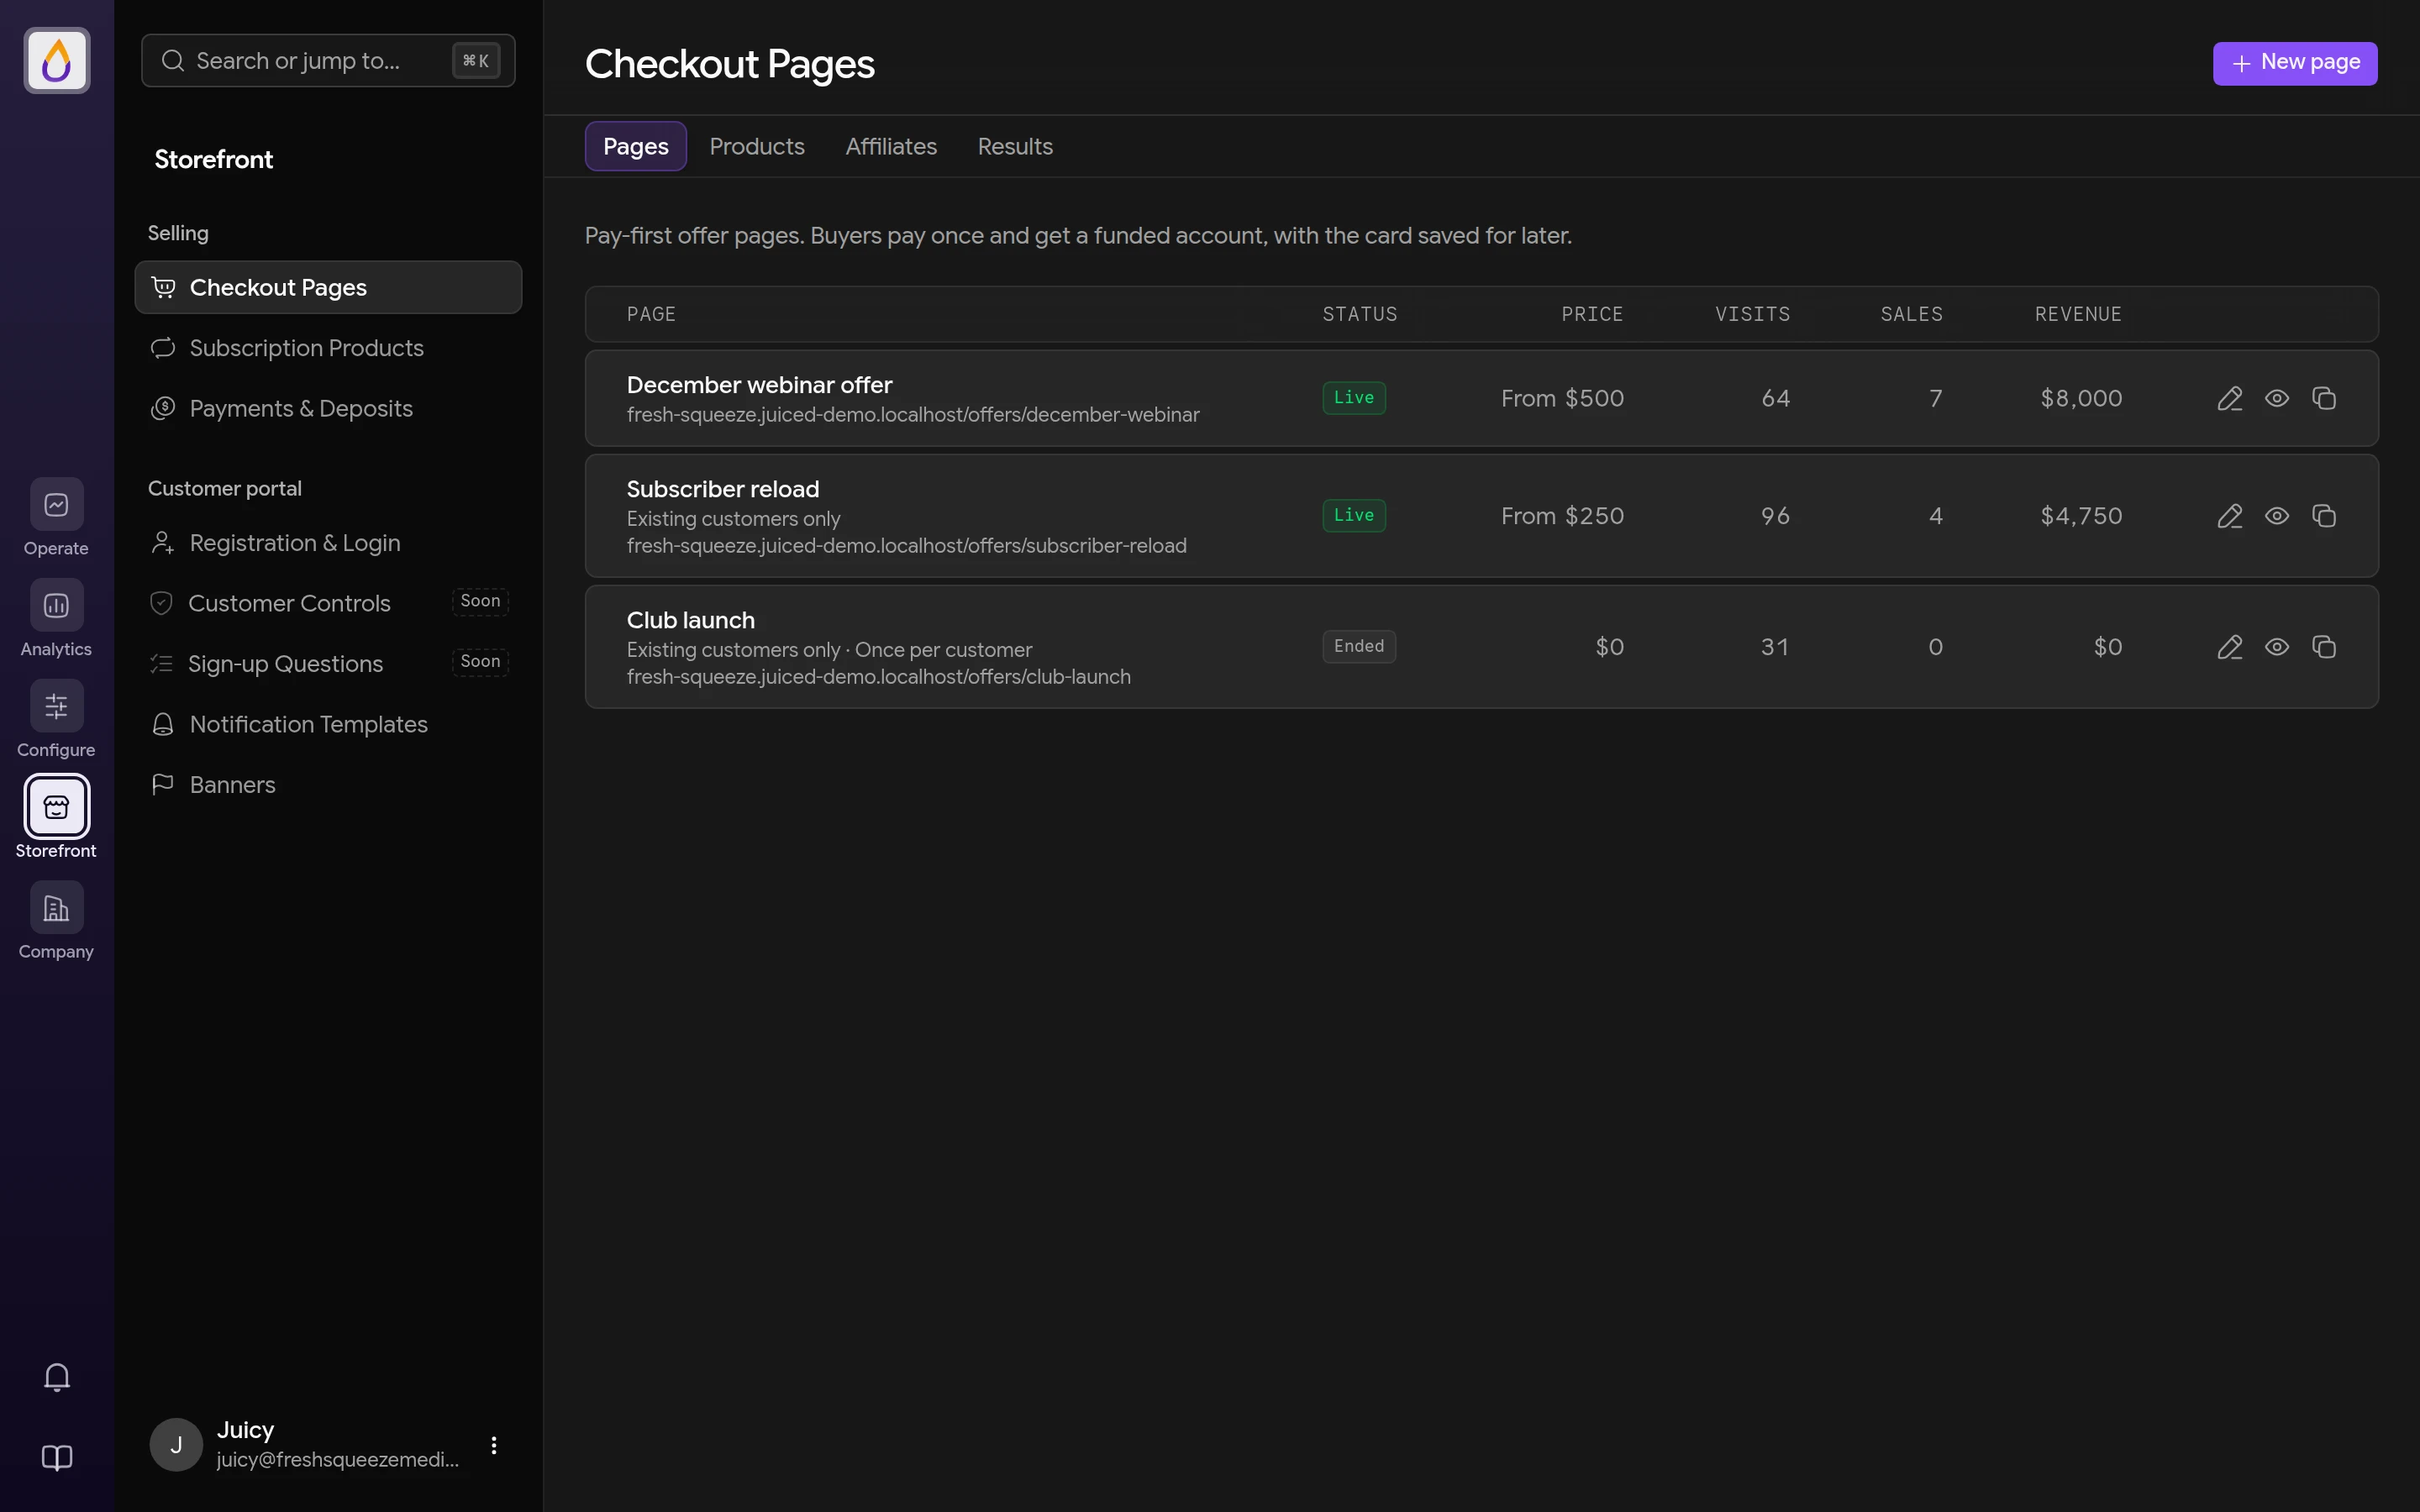 Operate
Analytics
Configure
Storefront
Company
Search or jump to...
⌘K
Storefront
Selling
Checkout Pages
Subscription Products
Payments & Deposits
Customer portal
Registration & Login
Customer Controls Soon
Sign-up Questions Soon
Notification Templates
Banners
J
Juicy
juicy@freshsqueezemedi...
Checkout Pages
New page
Pages Products Affiliates Results
Pay-first offer pages. Buyers pay once and get a funded account, with the card saved for later.
PAGE STATUS PRICE VISITS SALES REVENUE
December webinar offer
fresh-squeeze.juiced-demo.localhost/offers/december-webinar
Live From $500 64 7 $8,000
Subscriber reload
Existing customers only
fresh-squeeze.juiced-demo.localhost/offers/subscriber-reload
Live From $250 96 4 $4,750
Club launch
Existing customers only · Once per customer
fresh-squeeze.juiced-demo.localhost/offers/club-launch
Ended $0 31 0 $0